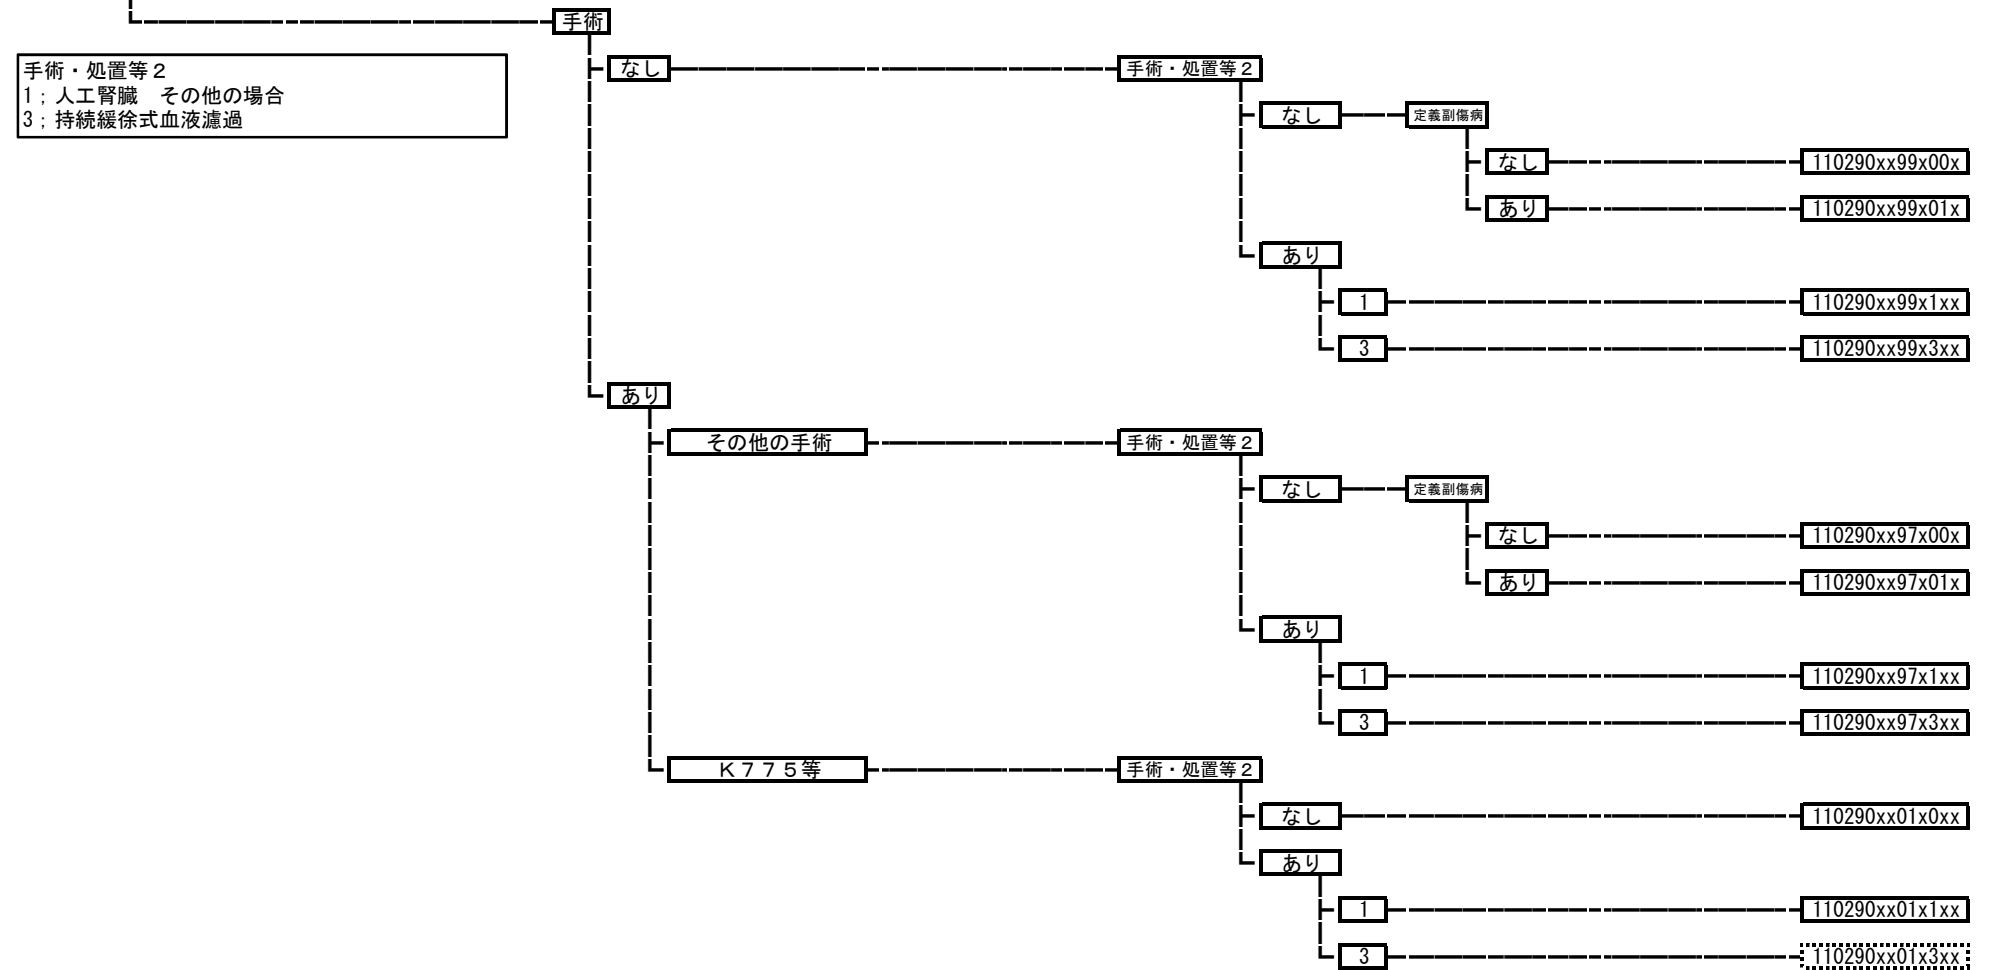 手術
手術・処置等２
1；人工腎臓　その他の場合
3；持続緩徐式血液濾過
なし
手術・処置等２
なし
定義副傷病
なし
110290xx99x00x
あり
110290xx99x01x
あり
1
110290xx99x1xx
3
110290xx99x3xx
あり
その他の手術
手術・処置等２
なし
定義副傷病
なし
110290xx97x00x
あり
110290xx97x01x
あり
1
110290xx97x1xx
3
110290xx97x3xx
Ｋ７７５等
手術・処置等２
なし
110290xx01x0xx
あり
1
110290xx01x1xx
3
110290xx01x3xx